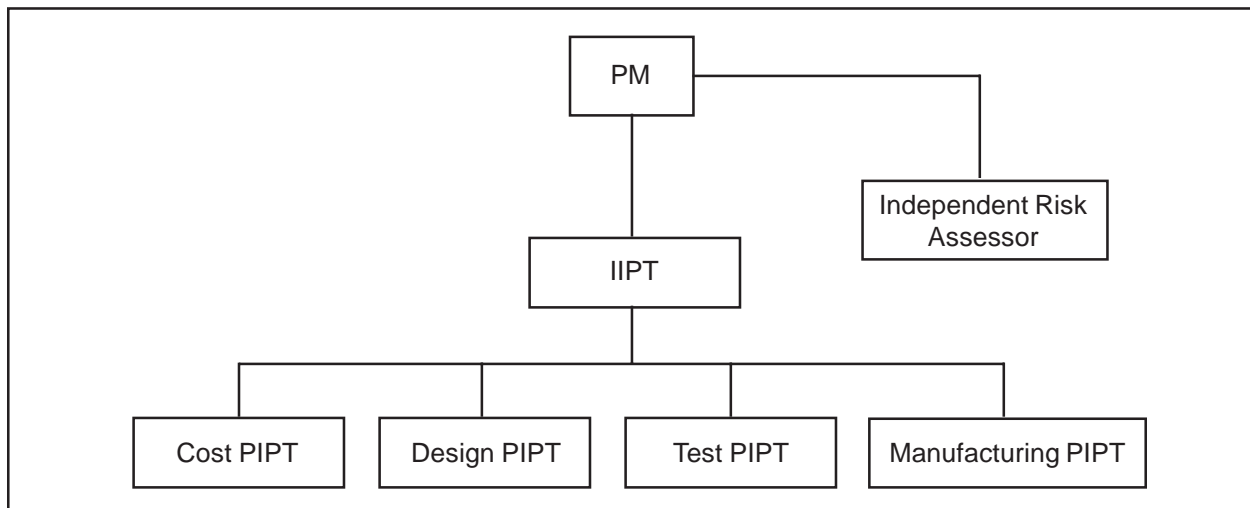 PM
Independent Risk
Assessor
IIPT
Cost PIPT
Design PIPT
Test PIPT
Manufacturing PIPT